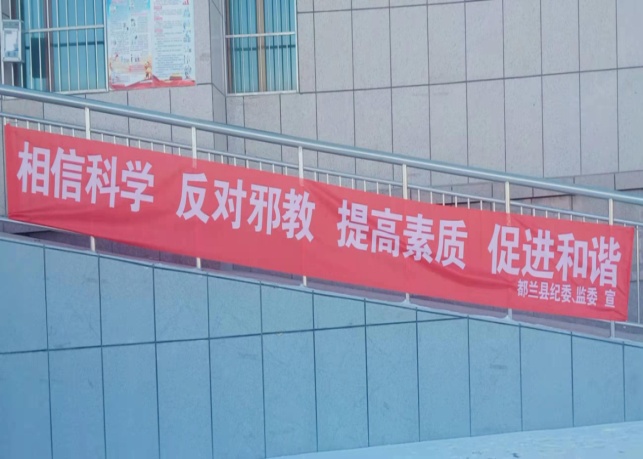 相信科学 反对邪教 提高素质 促进和谐
都兰县纪委、监委 宣